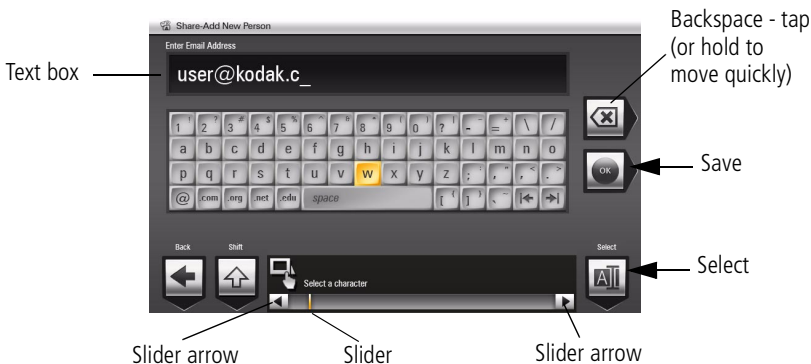 Share-Add New Person
Enter Email Address
user@kodak.c_
Text box
Backspace - tap
(or hold to
move quickly)
1 ! 2 ? 3 # 4 $ 5 % 6 ^ 7 & 8 * 9 ( 0 ) ? ! - _ = + \ /
a b c d e f g h i j k l m n o
p q r s t u v w x y z ; : , " , < . >
@ .com .org .net .edu space [ { ] } ` ~
OK
Save
Back
Shift
Select a character
Select
A
Select
Slider arrow
Slider
Slider arrow